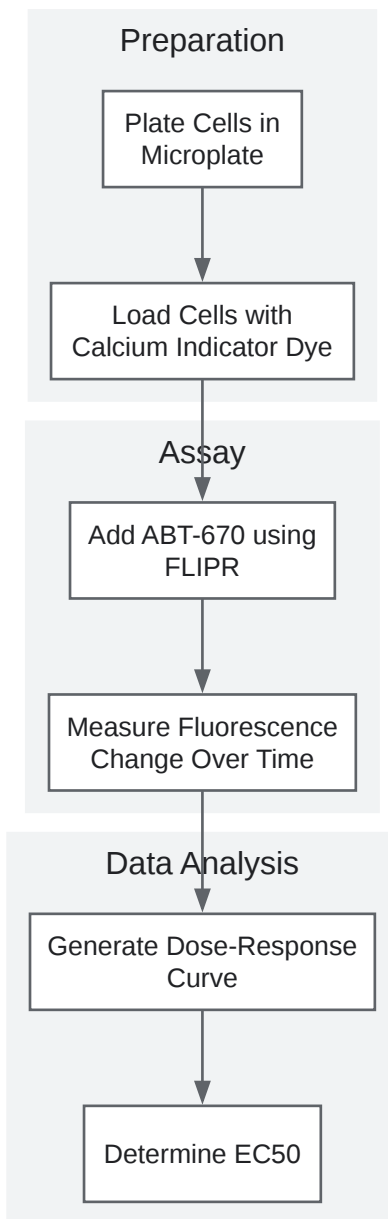 Preparation
Plate Cells in
Microplate
Load Cells with
Calcium Indicator Dye
Assay
Add ABT-670 using
FLIPR
Measure Fluorescence
Change Over Time
Data Analysis
Generate Dose-Response
Curve
Determine EC50